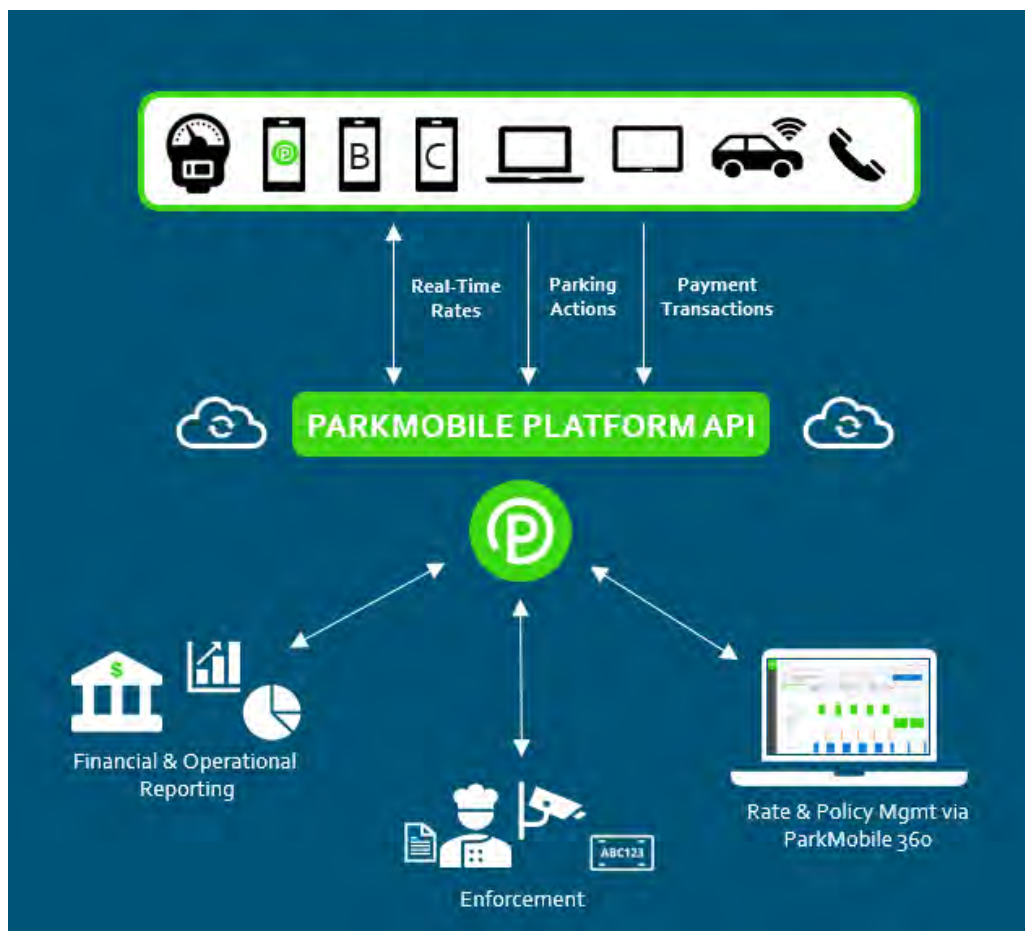 P
B
C
Real-Time
Rates
Parking
Actions
Payment
Transactions
PARKMOBILE PLATFORM API
P
$
Financial & Operational
Reporting
ABC123
Enforcement
Rate & Policy Mgmt via
ParkMobile 360